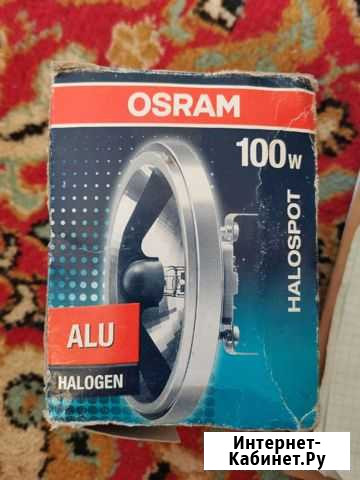 OSRAM
100W
HALOSPOT
ALU
HALOGEN
Интернет-
Кабинет.Ру